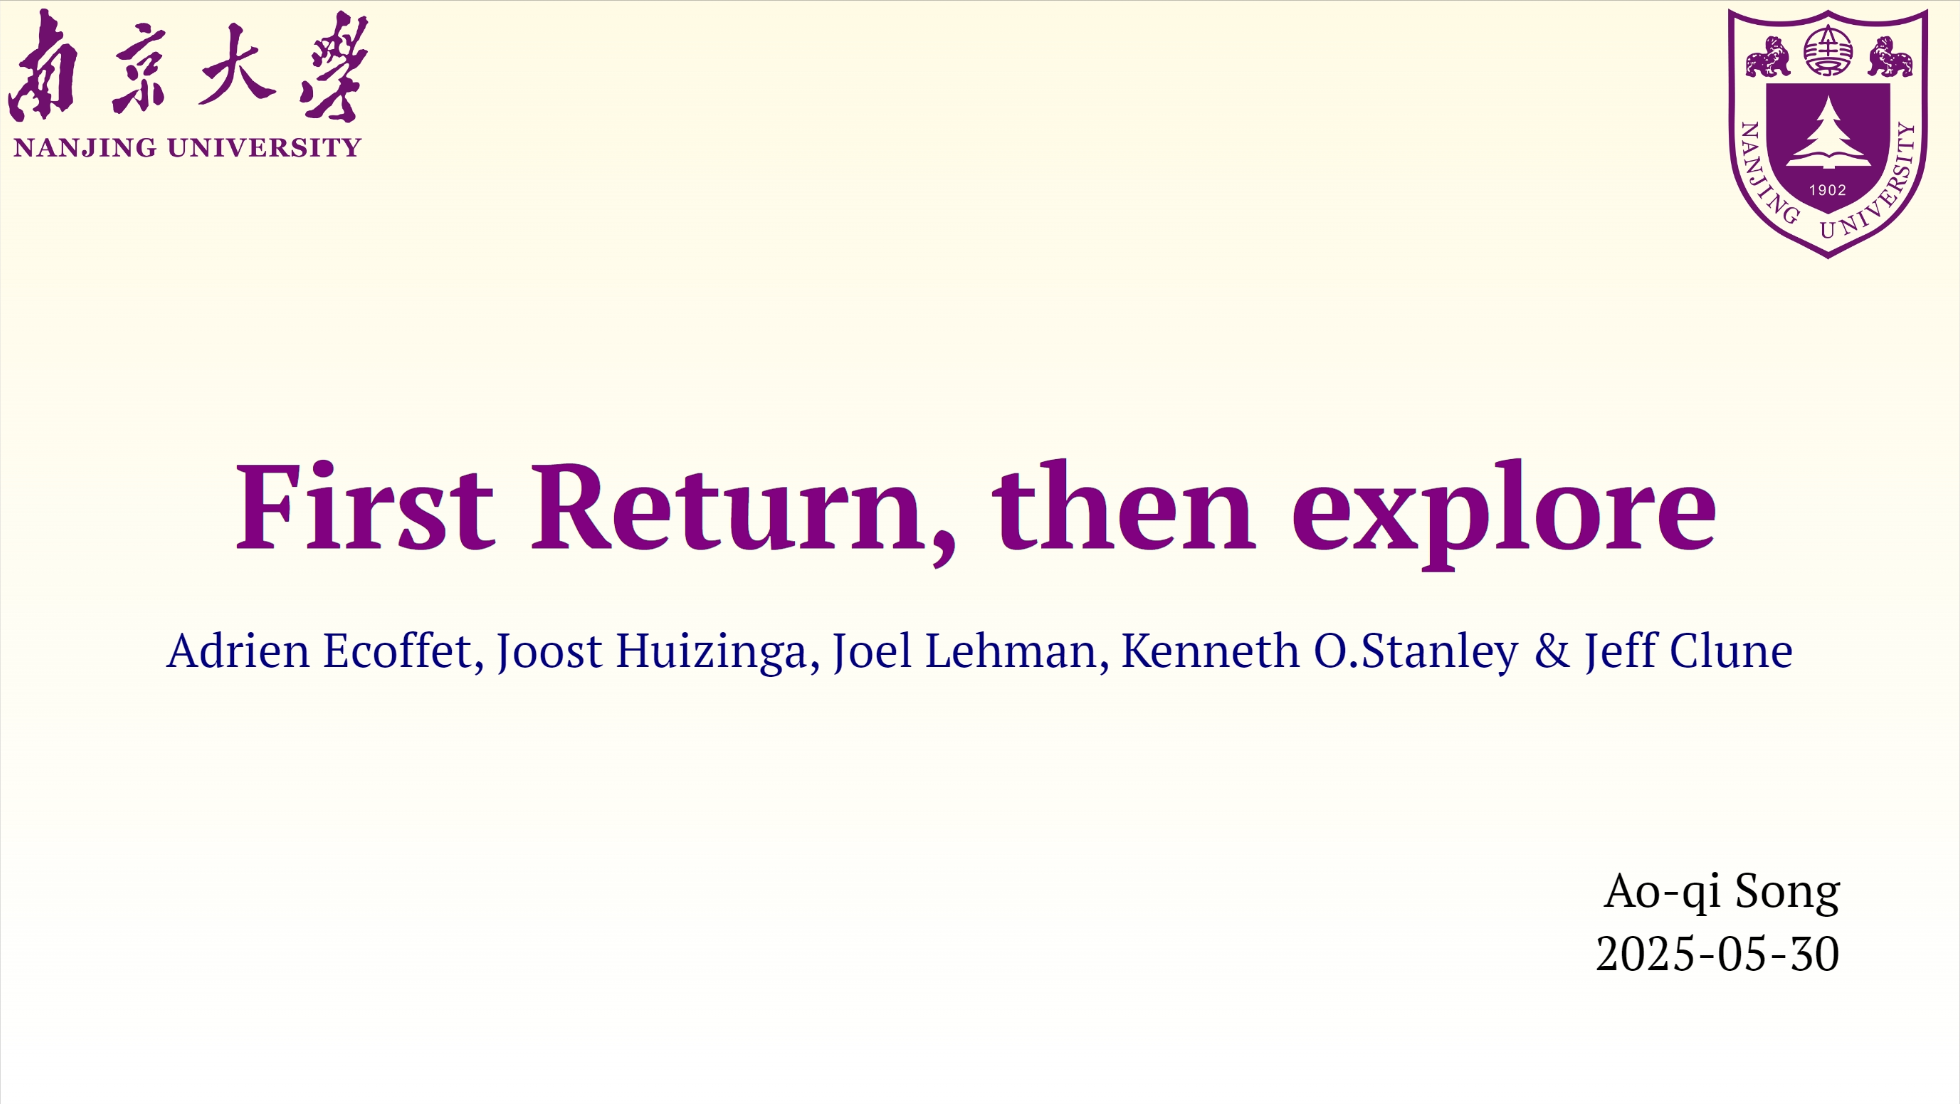 南京大學
NANJING UNIVERSITY
NANJING UNIVERSITY
1902
First Return, then explore
Adrien Ecoffet, Joost Huizinga, Joel Lehman, Kenneth O.Stanley & Jeff Clune
Ao-qi Song
2025-05-30